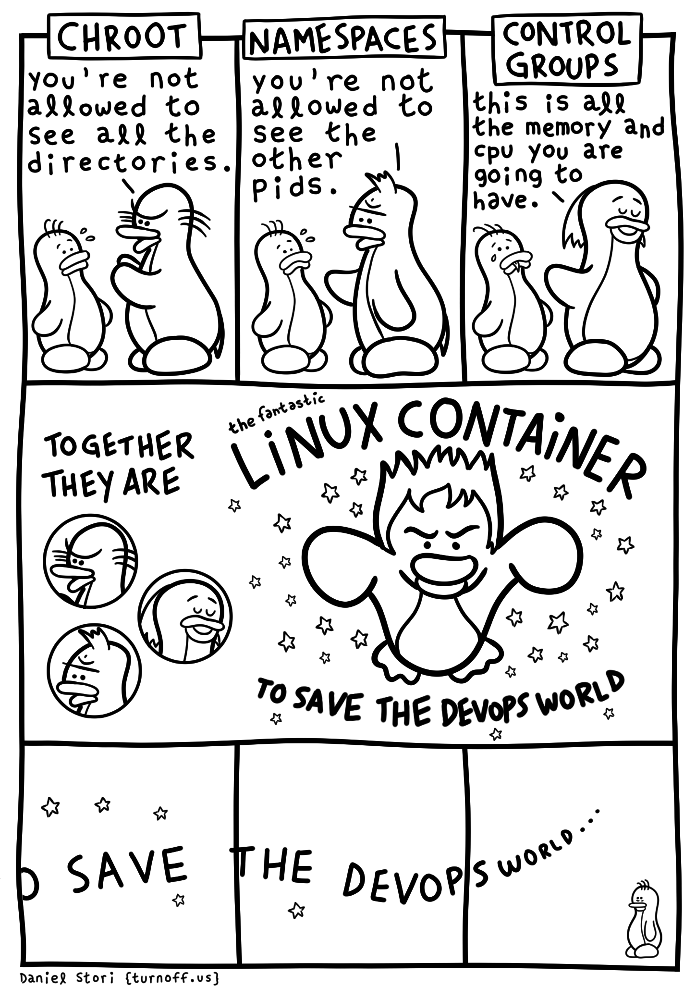 CHROOT
you're not
allowed to
see all the
directories.
NAMESPACES
you're not
allowed to
see the
other
pids.
CONTROL
GROUPS
this is all
the memory and
cpu you are
going to
have.
TOGETHER
THEY ARE
the fantastic
LiNUX CONTAiNER
TO SAVE THE DEVOPS WORLD
O SAVE THE DEVOPS WORLD...
Daniel Stori {turnoff.us}